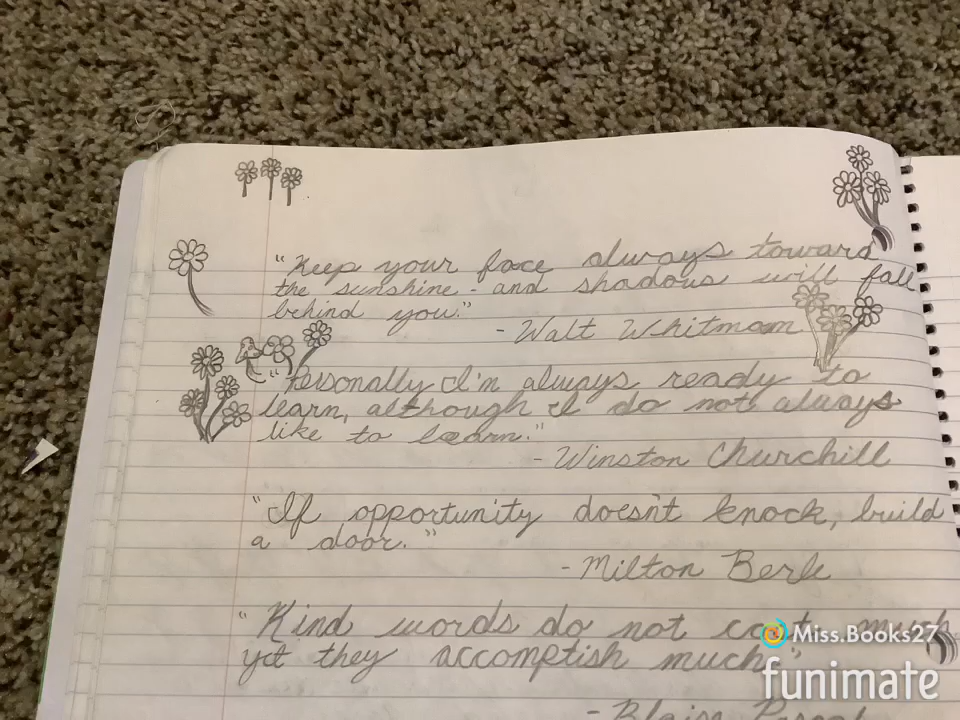 "Keep your face always toward
the sunshine - and shadows will fall
behind you."
- Walt Whitman
"Personally I'm always ready to
learn, although I do not always
like to learn."
- Winston Churchill
"If opportunity doesn't knock, build
a door."
- Milton Berle
"Kind words do not cost much
yet they accomplish much."
- Blaise Pascal
Miss.Books27
funimate